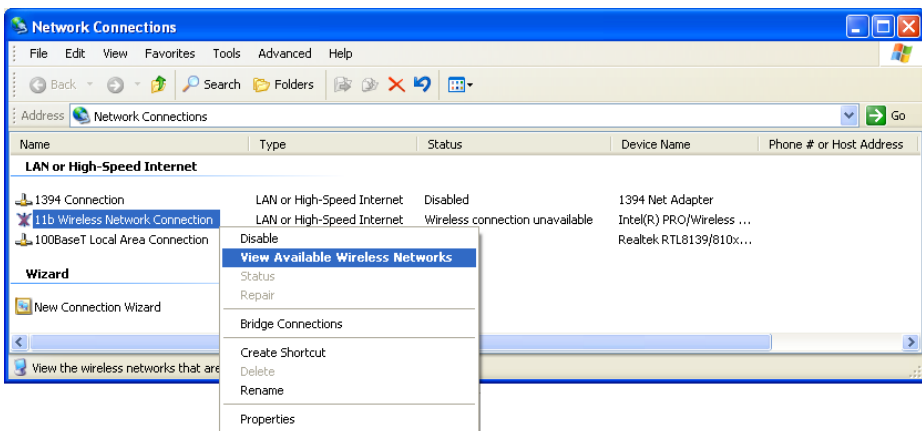 Network Connections
File Edit View Favorites Tools Advanced Help
Back Search Folders
Address Network Connections Go
Name Type Status Device Name Phone # or Host Address
LAN or High-Speed Internet
1394 Connection LAN or High-Speed Internet Disabled 1394 Net Adapter
11b Wireless Network Connection LAN or High-Speed Internet Wireless connection unavailable Intel(R) PRO/Wireless ...
100BaseT Local Area Connection Realtek RTL8139/810x...
Wizard
New Connection Wizard
View the wireless networks that are
Disable
View Available Wireless Networks
Status
Repair
Bridge Connections
Create Shortcut
Delete
Rename
Properties